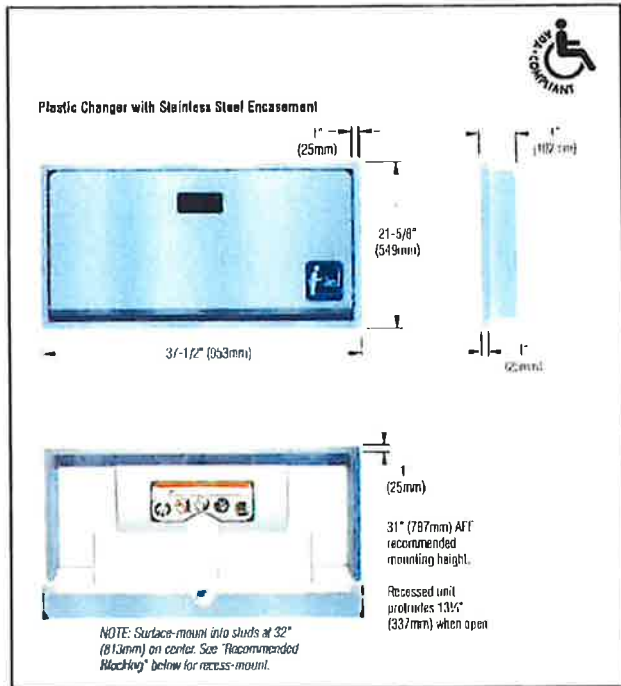 ADA • COMPLIANT
Plastic Changer with Stainless Steel Encasement
1"
(25mm)
(102mm)
21-5/8"
(549mm)
37-1/2" (953mm)
1"
(25mm)
1
(25mm)
31" (787mm) AFF
recommended
mounting height.
Recessed unit
protrudes 13¼"
(337mm) when open
NOTE: Surface-mount into studs at 32"
(813mm) on center. See "Recommended
Blocking" below for recess-mount.